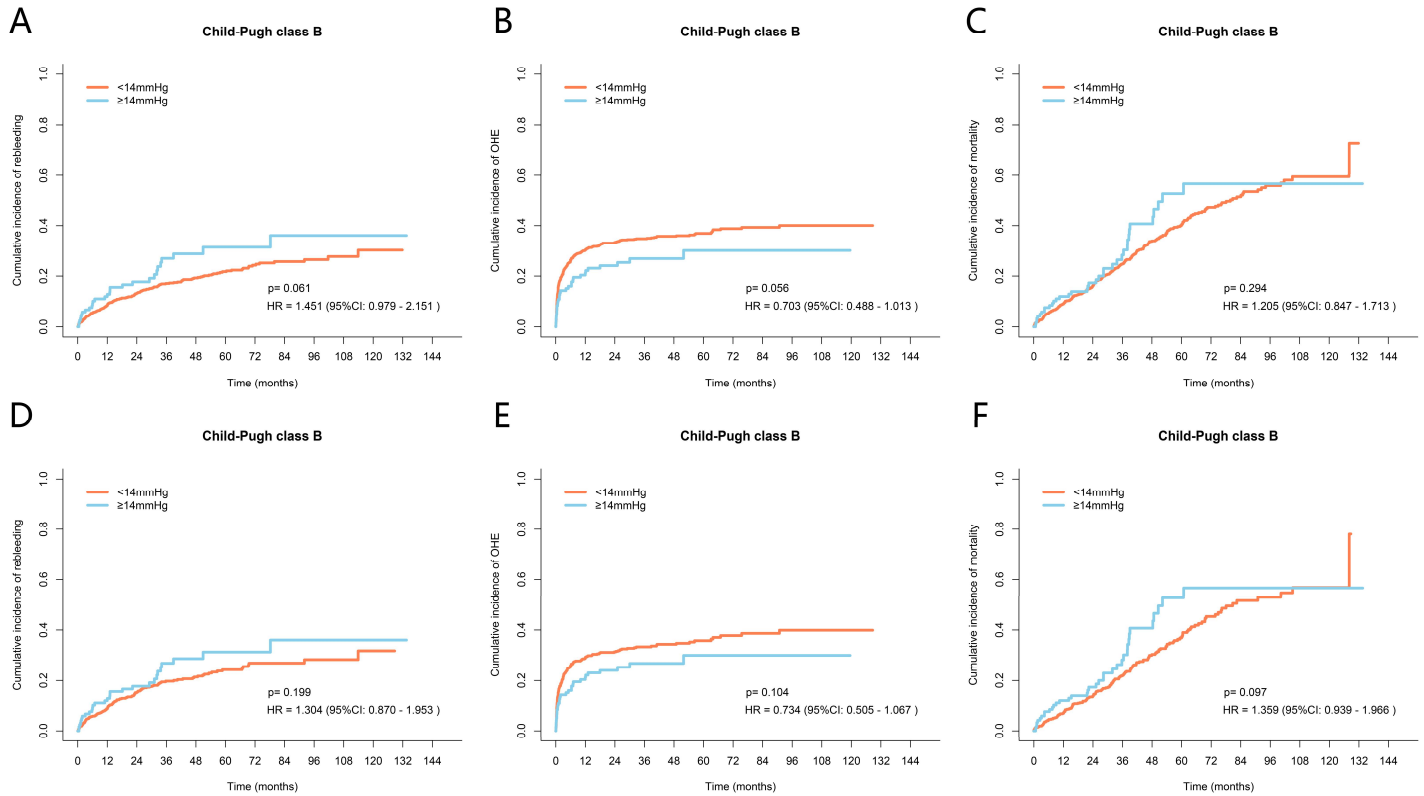 A
Child-Pugh class B
<14mmHg
≥14mmHg
Cumulative incidence of rebleeding
0.0 0.2 0.4 0.6 0.8 1.0
p= 0.061
HR = 1.451 (95%CI: 0.979 - 2.151 )
0 12 24 36 48 60 72 84 96 108 120 132 144
Time (months)
B
Child-Pugh class B
<14mmHg
≥14mmHg
Cumulative incidence of OHE
0.0 0.2 0.4 0.6 0.8 1.0
p= 0.056
HR = 0.703 (95%CI: 0.488 - 1.013 )
0 12 24 36 48 60 72 84 96 108 120 132 144
Time (months)
C
Child-Pugh class B
<14mmHg
≥14mmHg
Cumulative incidence of mortality
0.0 0.2 0.4 0.6 0.8 1.0
p= 0.294
HR = 1.205 (95%CI: 0.847 - 1.713 )
0 12 24 36 48 60 72 84 96 108 120 132 144
Time (months)
D
Child-Pugh class B
<14mmHg
≥14mmHg
Cumulative incidence of rebleeding
0.0 0.2 0.4 0.6 0.8 1.0
p= 0.199
HR = 1.304 (95%CI: 0.870 - 1.953 )
0 12 24 36 48 60 72 84 96 108 120 132 144
Time (months)
E
Child-Pugh class B
<14mmHg
≥14mmHg
Cumulative incidence of OHE
0.0 0.2 0.4 0.6 0.8 1.0
p= 0.104
HR = 0.734 (95%CI: 0.505 - 1.067 )
0 12 24 36 48 60 72 84 96 108 120 132 144
Time (months)
F
Child-Pugh class B
<14mmHg
≥14mmHg
Cumulative incidence of mortality
0.0 0.2 0.4 0.6 0.8 1.0
p= 0.097
HR = 1.359 (95%CI: 0.939 - 1.966 )
0 12 24 36 48 60 72 84 96 108 120 132 144
Time (months)